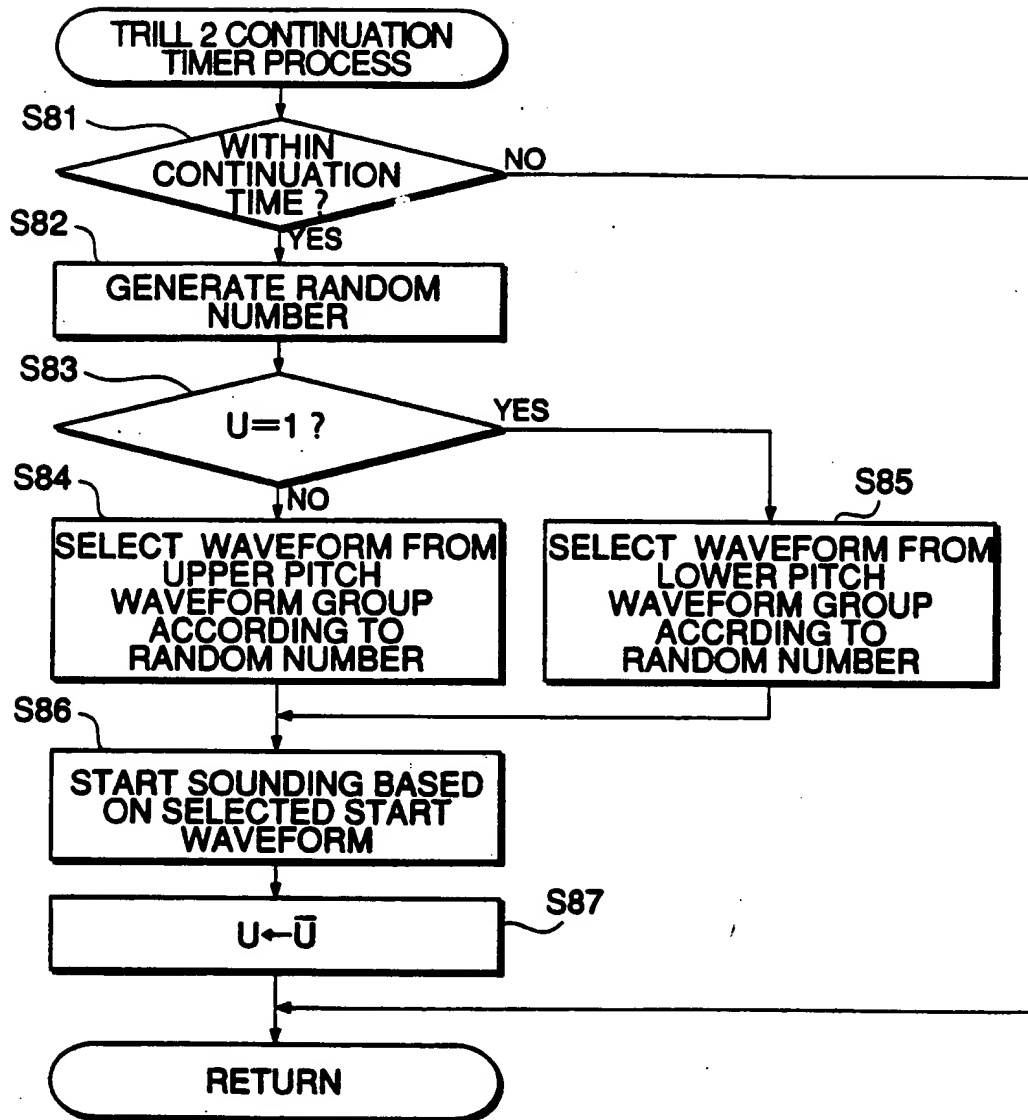 TRILL 2 CONTINUATION
TIMER PROCESS
S81
WITHIN
CONTINUATION
TIME ?
NO
YES
S82
GENERATE RANDOM
NUMBER
S83
U=1 ?
YES
NO
S84
SELECT WAVEFORM FROM
UPPER PITCH
WAVEFORM GROUP
ACCORDING TO
RANDOM NUMBER
S85
SELECT WAVEFORM FROM
LOWER PITCH
WAVEFORM GROUP
ACCRDING TO
RANDOM NUMBER
S86
START SOUNDING BASED
ON SELECTED START
WAVEFORM
S87
U←Ū
RETURN